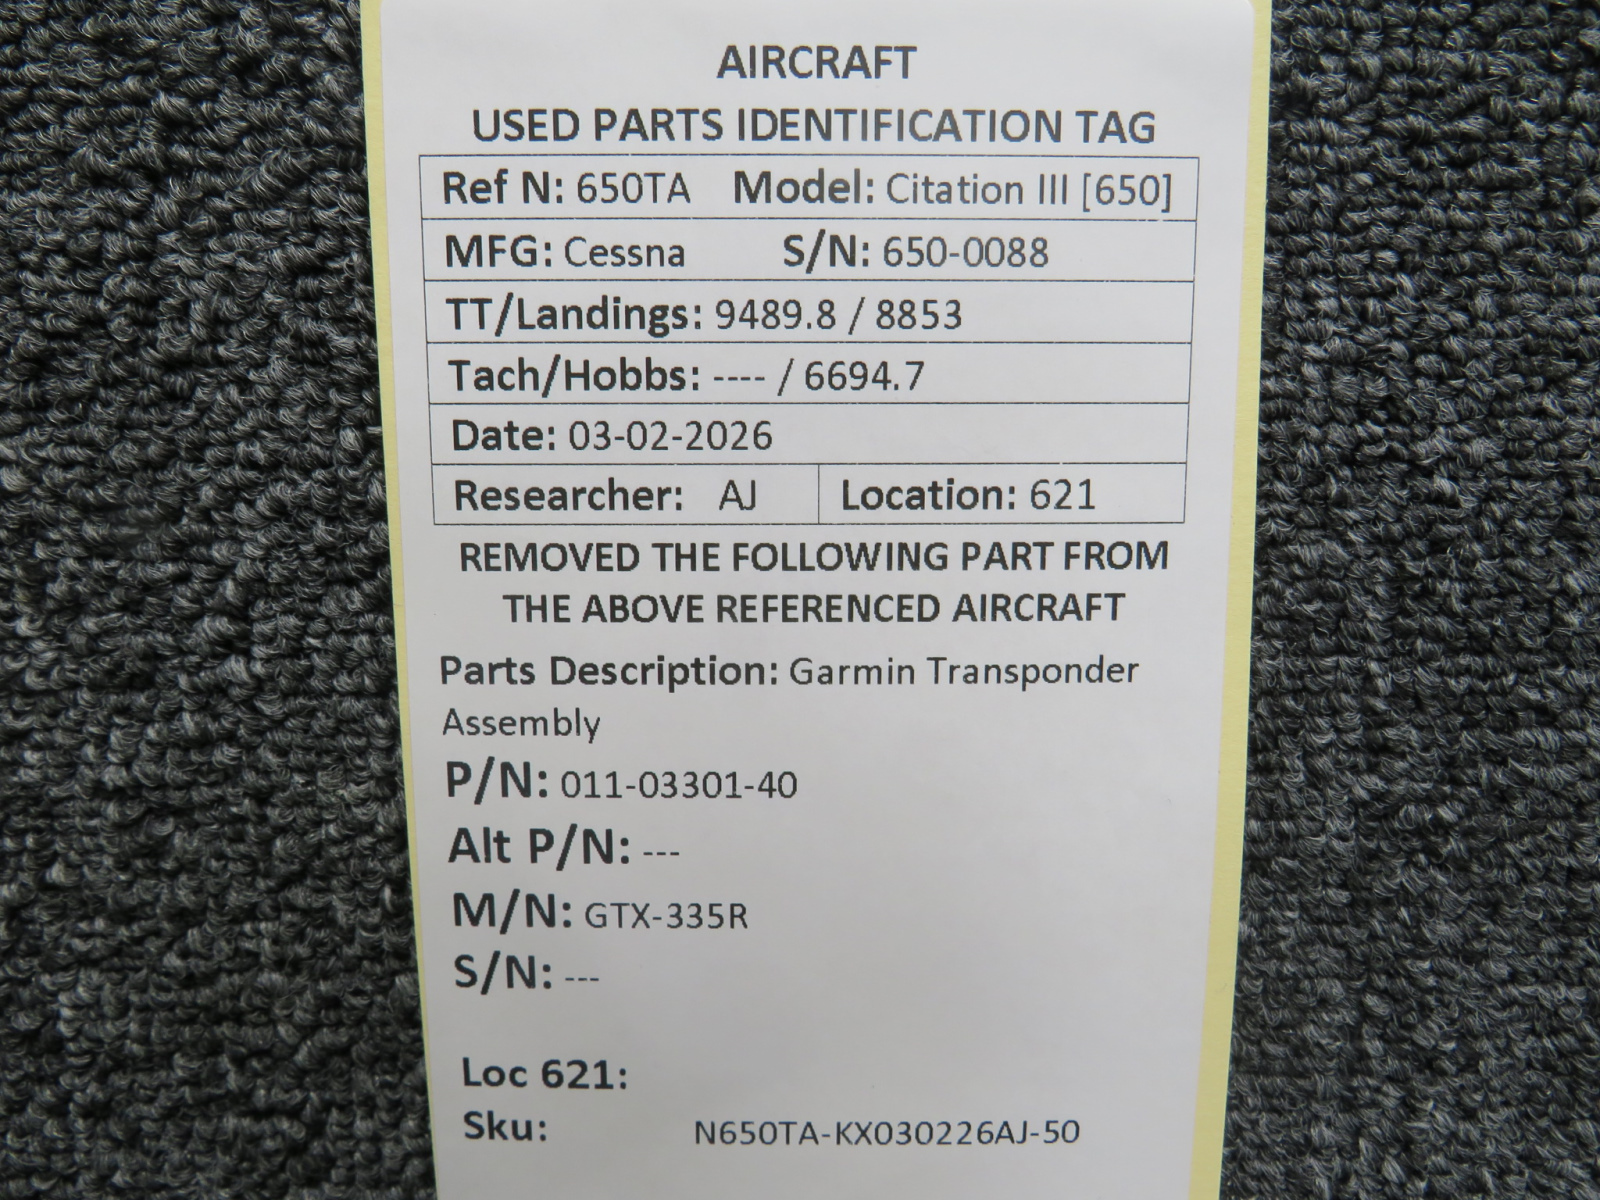 AIRCRAFT
USED PARTS IDENTIFICATION TAG
Ref N: 650TA Model: Citation III [650]
MFG: Cessna S/N: 650-0088
TT/Landings: 9489.8 / 8853
Tach/Hobbs: ---- / 6694.7
Date: 03-02-2026
Researcher: AJ Location: 621
REMOVED THE FOLLOWING PART FROM
THE ABOVE REFERENCED AIRCRAFT
Parts Description: Garmin Transponder
Assembly
P/N: 011-03301-40
Alt P/N: ---
M/N: GTX-335R
S/N: ---
Loc 621:
Sku: N650TA-KX030226AJ-50